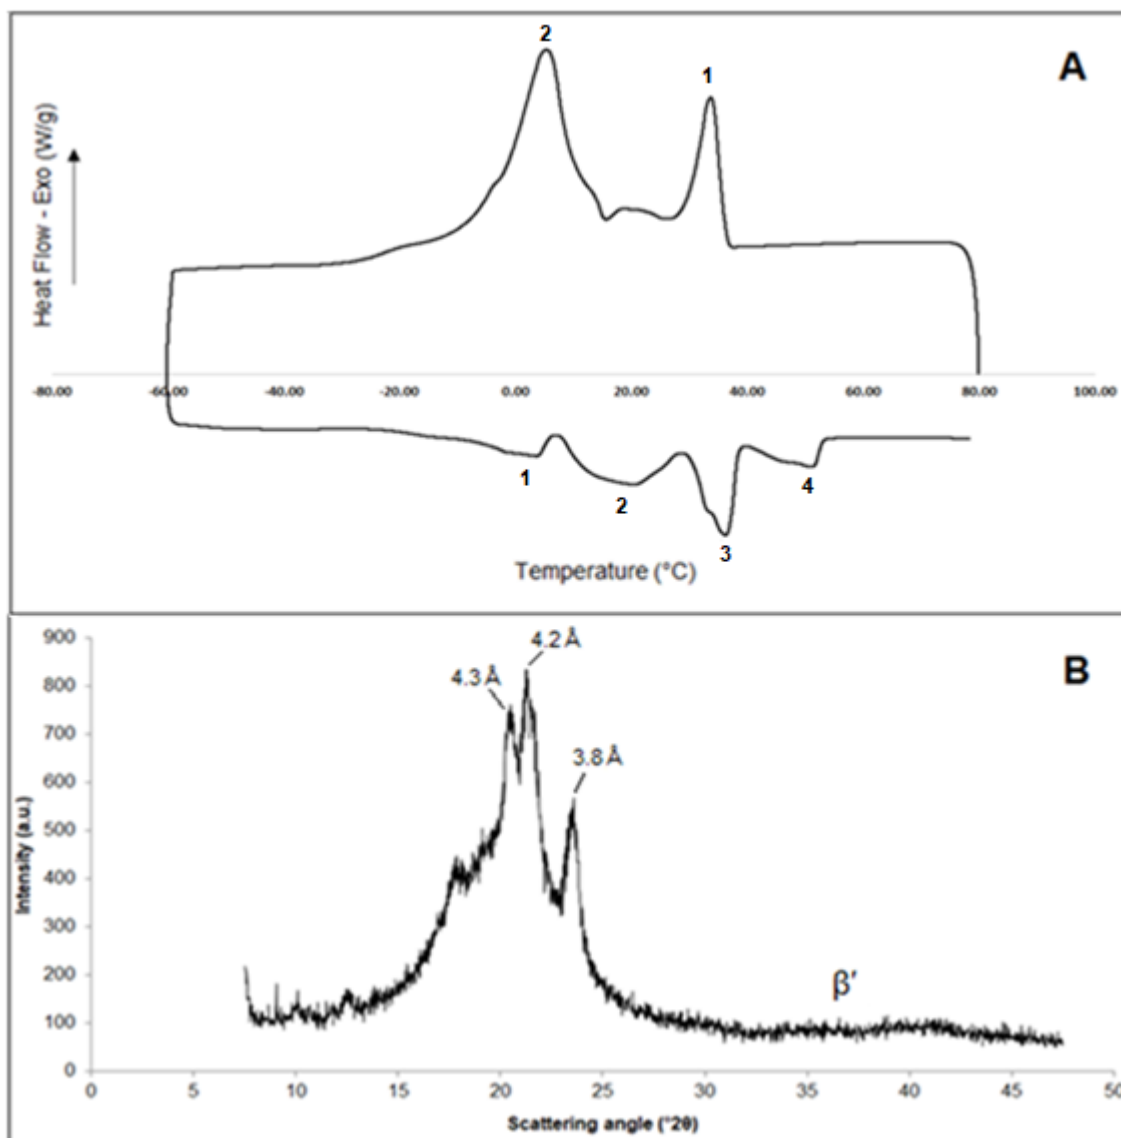 2
A
1
Heat Flow - Exo (W/g)
-80.00 -60.00 -40.00 -20.00 0.00 20.00 40.00 60.00 80.00 100.00
1
2
4
3
Temperature (°C)
900
800
700
600
500
400
300
200
100
0
4.2 Å
B
4.3 Å
3.8 Å
β′
Intensity (a.u.)
0 5 10 15 20 25 30 35 40 45 50
Scattering angle (°2θ)